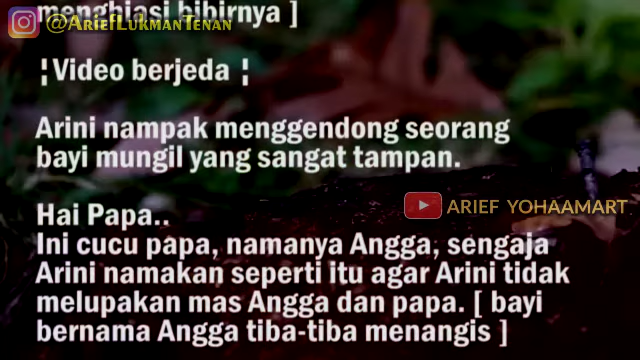 menghiasi bibirnya ]
@AriefLukmanTenan
¦Video berjeda ¦
Arini nampak menggendong seorang
bayi mungil yang sangat tampan.
ARIEF YOHAAMART
Hai Papa..
Ini cucu papa, namanya Angga, sengaja
Arini namakan seperti itu agar Arini tidak
melupakan mas Angga dan papa. [ bayi
bernama Angga tiba-tiba menangis ]